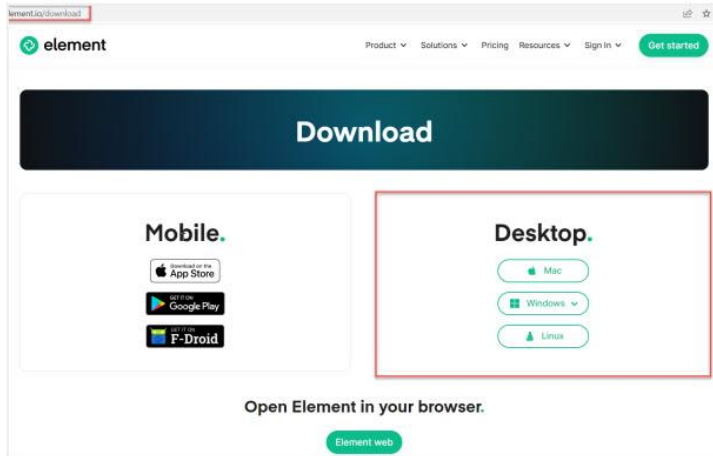 lement.io/download
element
Product Solutions Pricing Resources Sign in Get started
Download
Mobile.
Download on the
App Store
GET IT ON
Google Play
GET IT ON
F-Droid
Desktop.
Mac
Windows
Linux
Open Element in your browser.
Element web